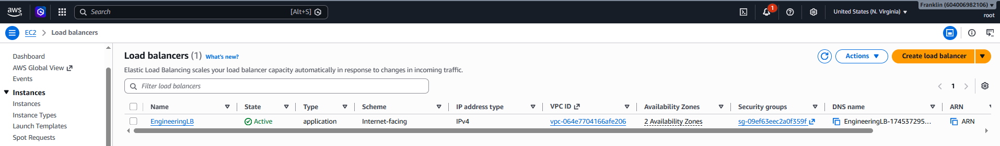 aws
Search
[Alt+S]
1
United States (N. Virginia)
Franklin (604006982106)
root
EC2
Load balancers
Dashboard
AWS Global View
Events
Instances
Instances
Instance Types
Launch Templates
Spot Requests
Load balancers (1) What's new?
Actions
Create load balancer
Elastic Load Balancing scales your load balancer capacity automatically in response to changes in incoming traffic.
Filter load balancers
1
Name State Type Scheme IP address type VPC ID Availability Zones Security groups DNS name ARN
EngineeringLB Active application Internet-facing IPv4 vpc-064e7704166afe206 2 Availability Zones sg-09ef63eec2a0f359f EngineeringLB-174537295... ARN